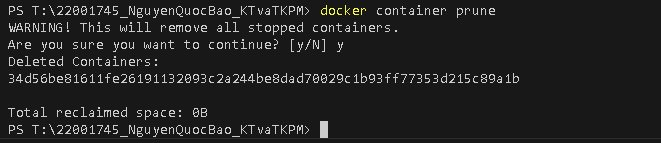 PS T:\22001745_NguyenQuocBao_KTvaTKPM> docker container prune
WARNING! This will remove all stopped containers.
Are you sure you want to continue? [y/N] y
Deleted Containers:
34d56be81611fe26191132093c2a244be8dad70029c1b93ff77353d215c89a1b
Total reclaimed space: 0B
PS T:\22001745_NguyenQuocBao_KTvaTKPM>